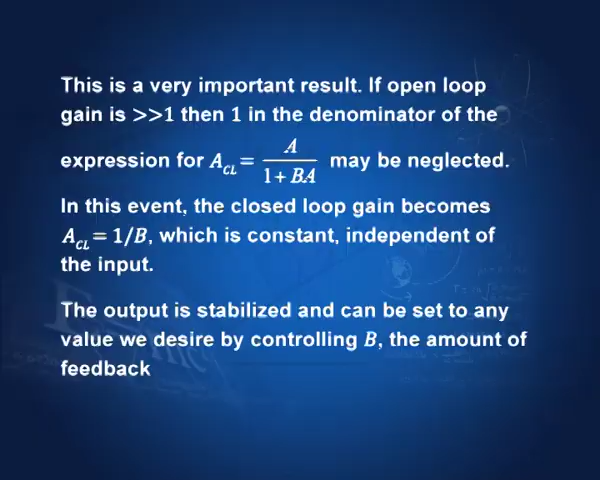 This is a very important result. If open loop
gain is >>1 then 1 in the denominator of the
expression for A_CL = A / (1 + BA) may be neglected.
In this event, the closed loop gain becomes
A_CL = 1/B, which is constant, independent of
the input.
The output is stabilized and can be set to any
value we desire by controlling B, the amount of
feedback